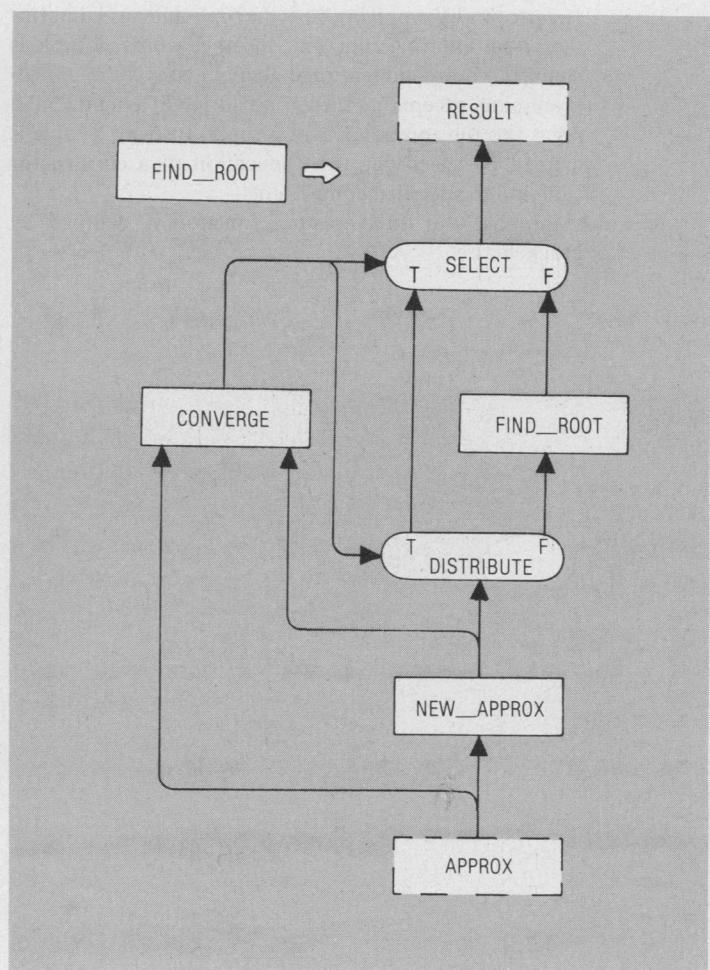 RESULT
FIND__ROOT
SELECT
T F
CONVERGE
FIND__ROOT
T F
DISTRIBUTE
NEW__APPROX
APPROX